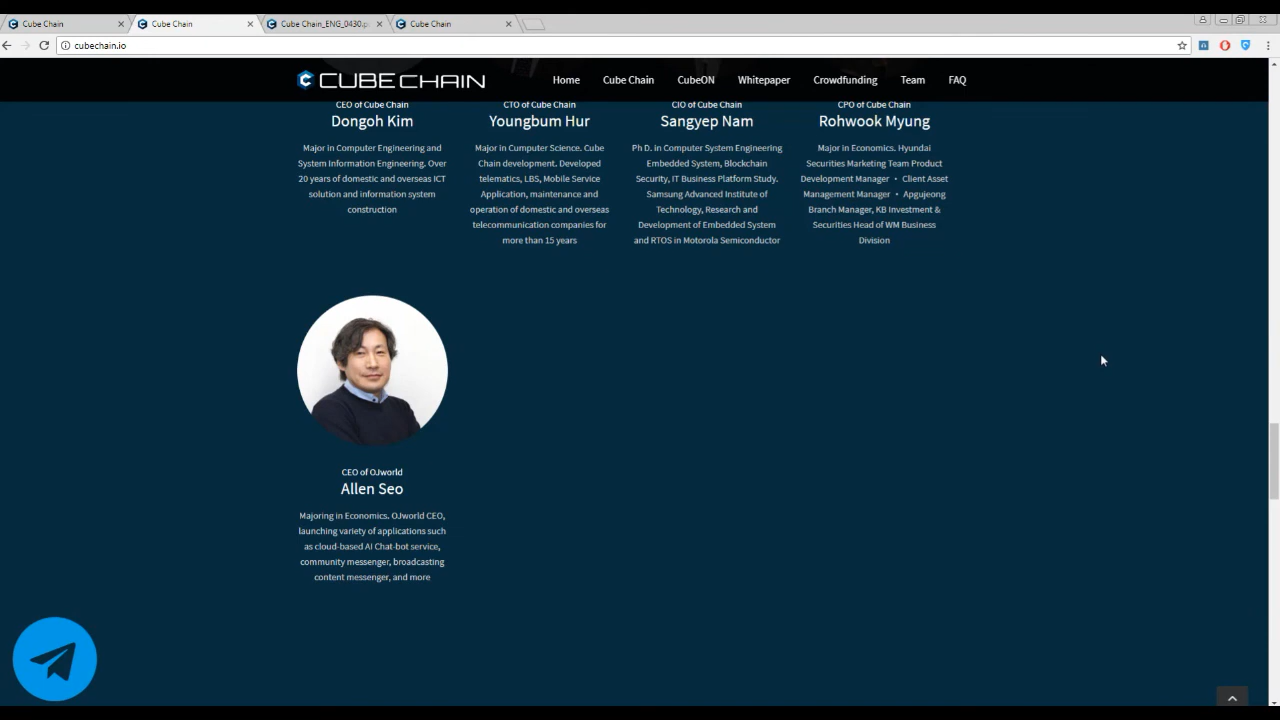 Cube Chain
Cube Chain
Cube Chain_ENG_0430.p
Cube Chain
cubechain.io
CUBE CHAIN
Home
Cube Chain
CubeON
Whitepaper
Crowdfunding
Team
FAQ
CEO of Cube Chain
Dongoh Kim
Major in Computer Engineering and
System Information Engineering. Over
20 years of domestic and overseas ICT
solution and information system
construction
CTO of Cube Chain
Youngbum Hur
Major in Cumputer Science. Cube
Chain development. Developed
telematics, LBS, Mobile Service
Application, maintenance and
operation of domestic and overseas
telecommunication companies for
more than 15 years
CIO of Cube Chain
Sangyep Nam
Ph D. in Computer System Engineering
Embedded System, Blockchain
Security, IT Business Platform Study.
Samsung Advanced Institute of
Technology, Research and
Development of Embedded System
and RTOS in Motorola Semiconductor
CPO of Cube Chain
Rohwook Myung
Major in Economics. Hyundai
Securities Marketing Team Product
Development Manager • Client Asset
Management Manager • Apgujeong
Branch Manager, KB Investment &
Securities Head of WM Business
Division
CEO of OJworld
Allen Seo
Majoring in Economics. OJworld CEO,
launching variety of applications such
as cloud-based AI Chat-bot service,
community messenger, broadcasting
content messenger, and more